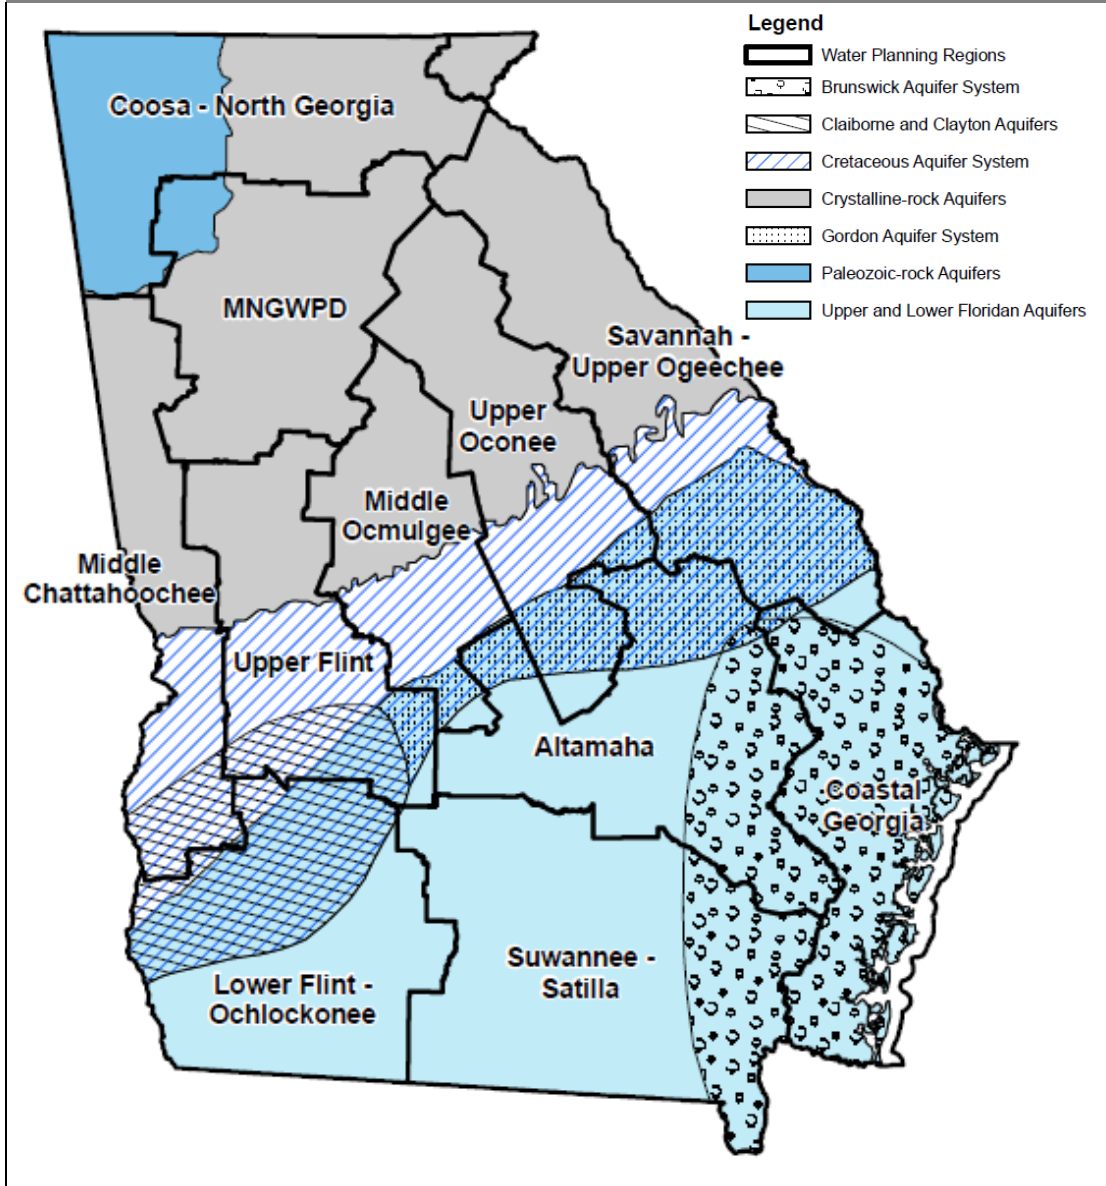 Legend
Water Planning Regions
Brunswick Aquifer System
Claiborne and Clayton Aquifers
Cretaceous Aquifer System
Crystalline-rock Aquifers
Gordon Aquifer System
Paleozoic-rock Aquifers
Upper and Lower Floridan Aquifers
Coosa - North Georgia
MNGWPD
Savannah -
Upper Ogeechee
Upper
Oconee
Middle
Ocmulgee
Middle
Chattahoochee
Upper Flint
Altamaha
Coastal
Georgia
Suwannee -
Satilla
Lower Flint -
Ochlockonee